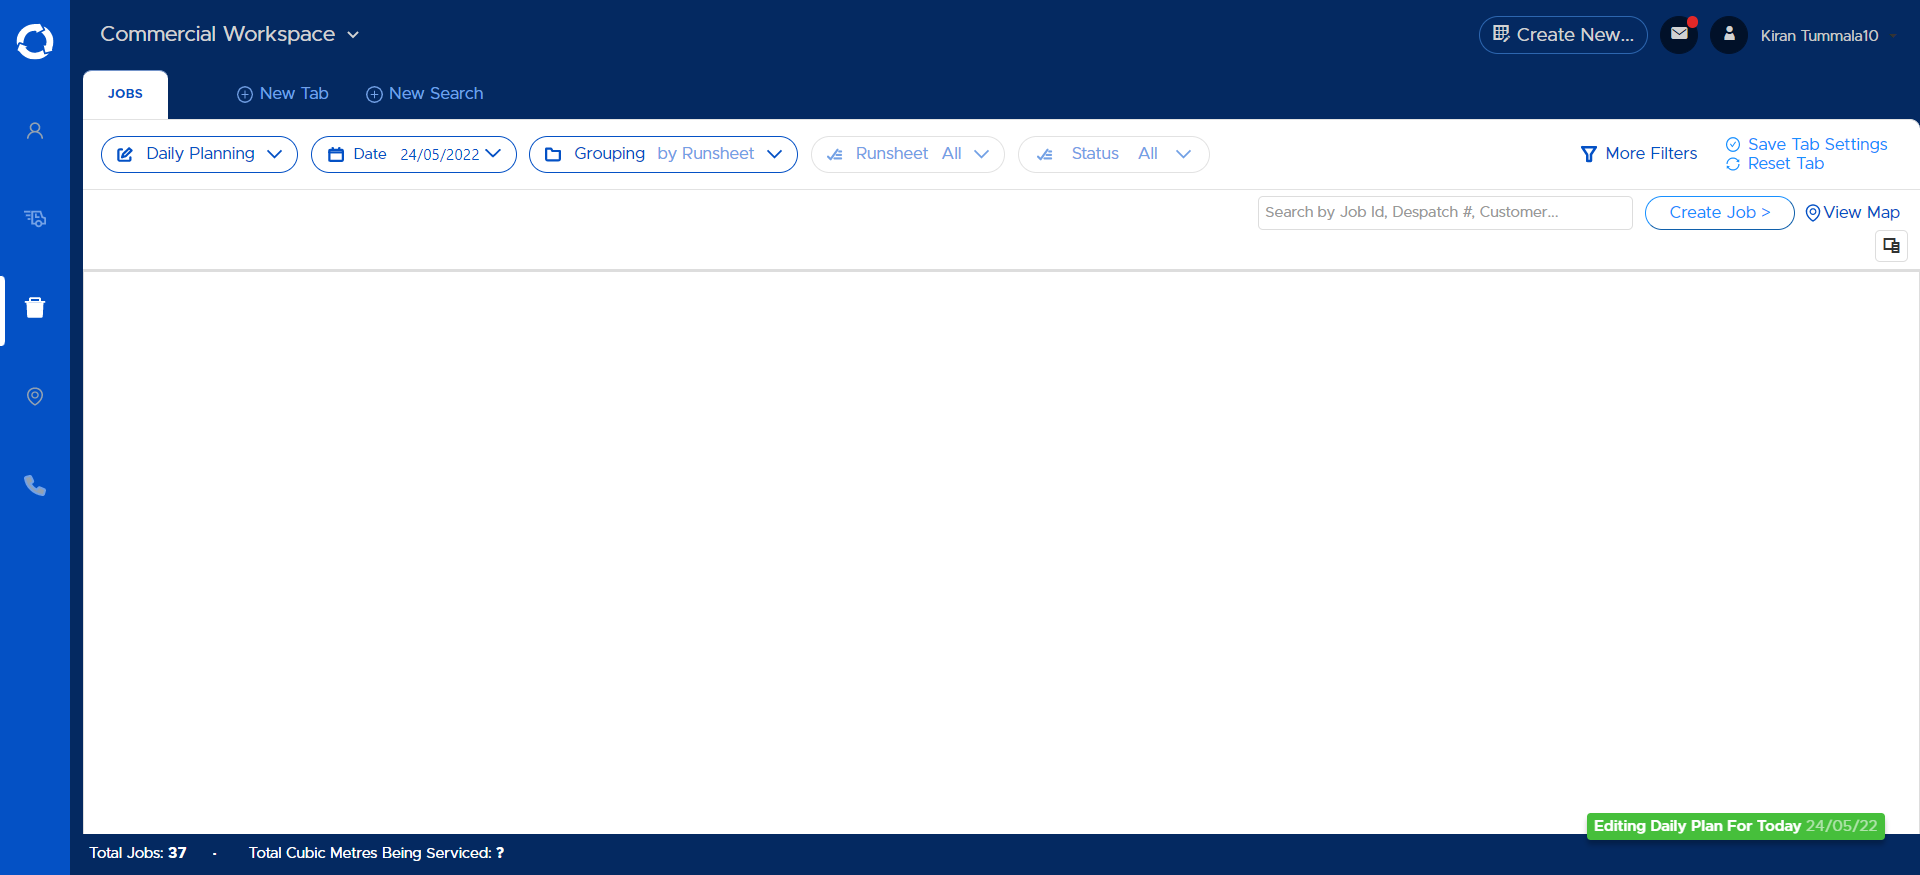 Commercial Workspace
Create New...
Kiran Tummala10
JOBS
New Tab
New Search
Daily Planning
Date 24/05/2022
Grouping by Runsheet
Runsheet All
Status All
More Filters
Save Tab Settings
Reset Tab
Search by Job Id, Despatch #, Customer...
Create Job >
View Map
Editing Daily Plan For Today 24/05/22
Total Jobs: 37 · Total Cubic Metres Being Serviced: ?